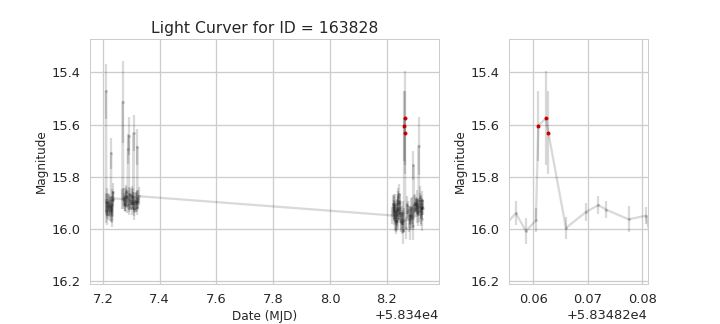 Light Curver for ID = 163828
15.4
15.6
15.8
16.0
16.2
Magnitude
7.2 7.4 7.6 7.8 8.0 8.2
Date (MJD)
+5.834e4
15.4
15.6
15.8
16.0
16.2
Magnitude
0.06 0.07 0.08
+5.83482e4